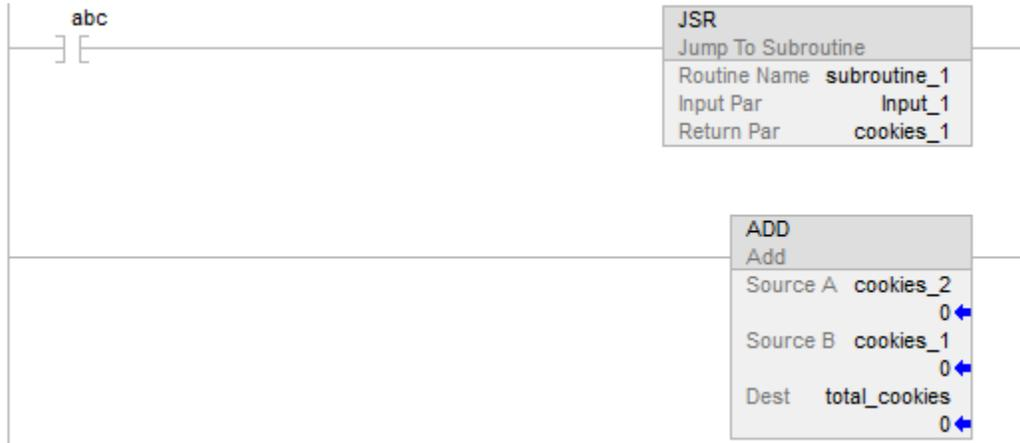 abc
JSR
Jump To Subroutine
Routine Name subroutine_1
Input Par Input_1
Return Par cookies_1
ADD
Add
Source A cookies_2
0
Source B cookies_1
0
Dest total_cookies
0